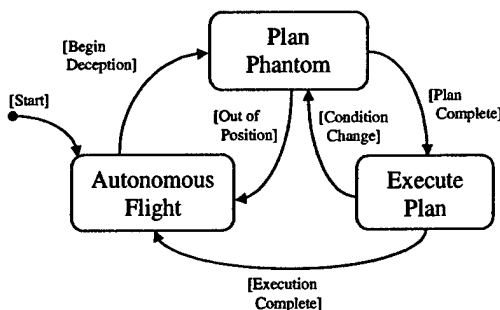 [Begin
Deception]
Plan
Phantom
[Start]
[Out of
Position]
[Condition
Change]
[Plan
Complete]
Autonomous
Flight
Execute
Plan
[Execution
Complete]